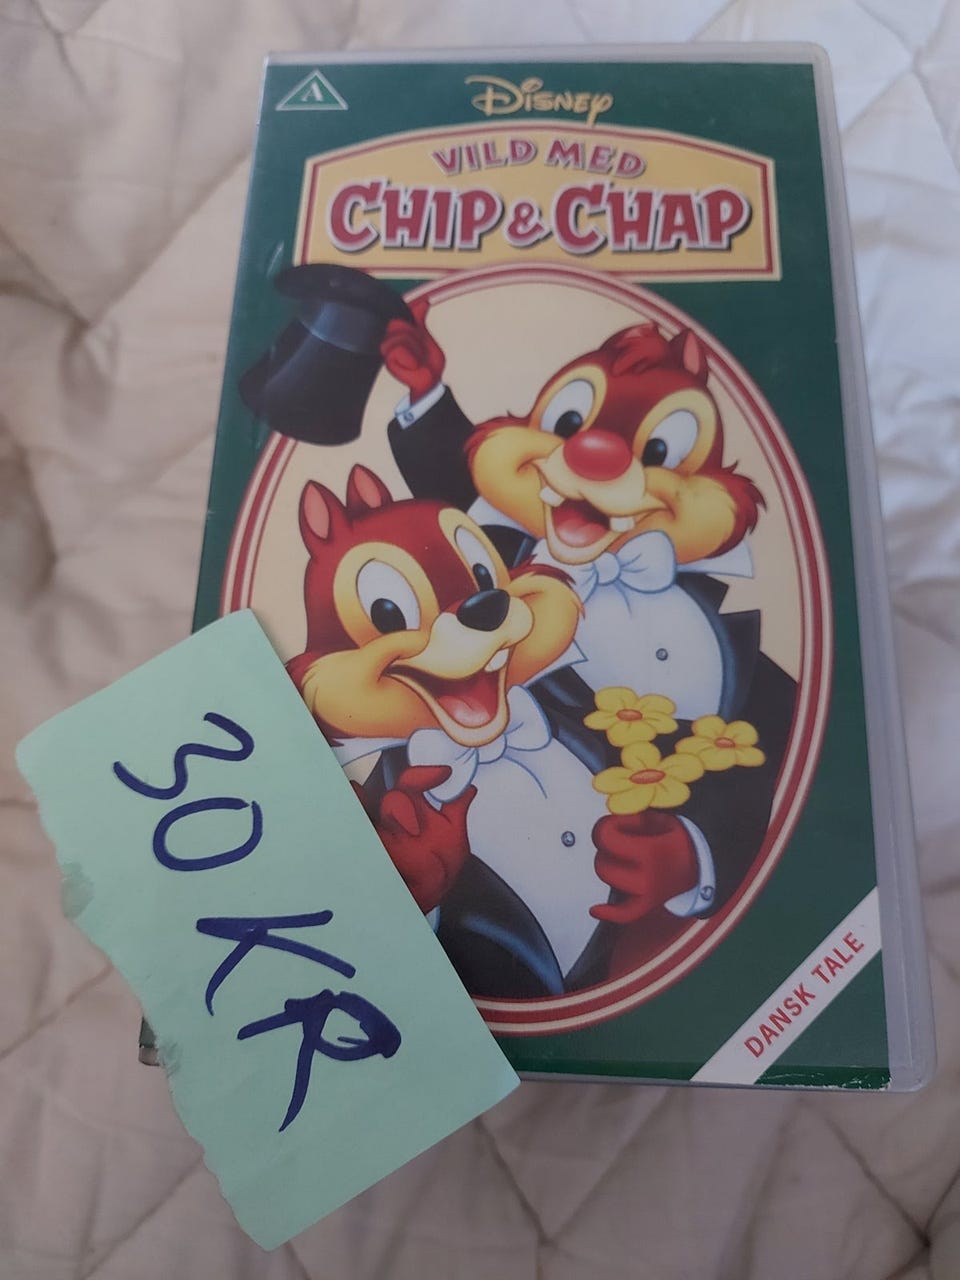 A
DISNEY
VILD MED
CHIP & CHAP
DANSK TALE
30 KR